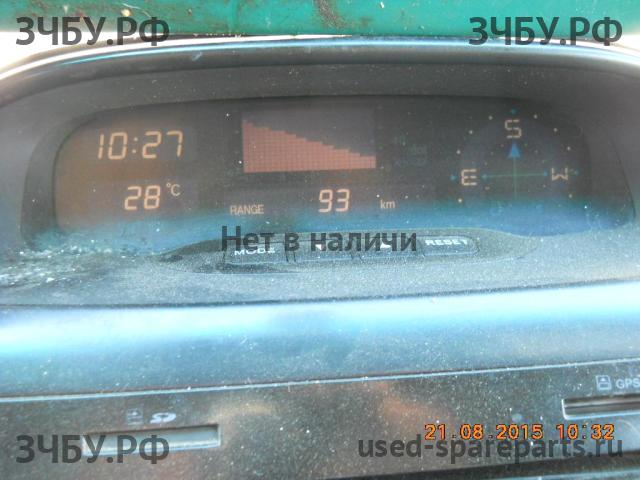 ЗЧБУ.РФ ЗЧБУ.РФ
10:27 S
28 °C E W
RANGE 93 km
Нет в наличи
MODE RESET
GPS
SD
21.08.2015 10:32
ЗЧБУ.РФ used-spareparts.ru